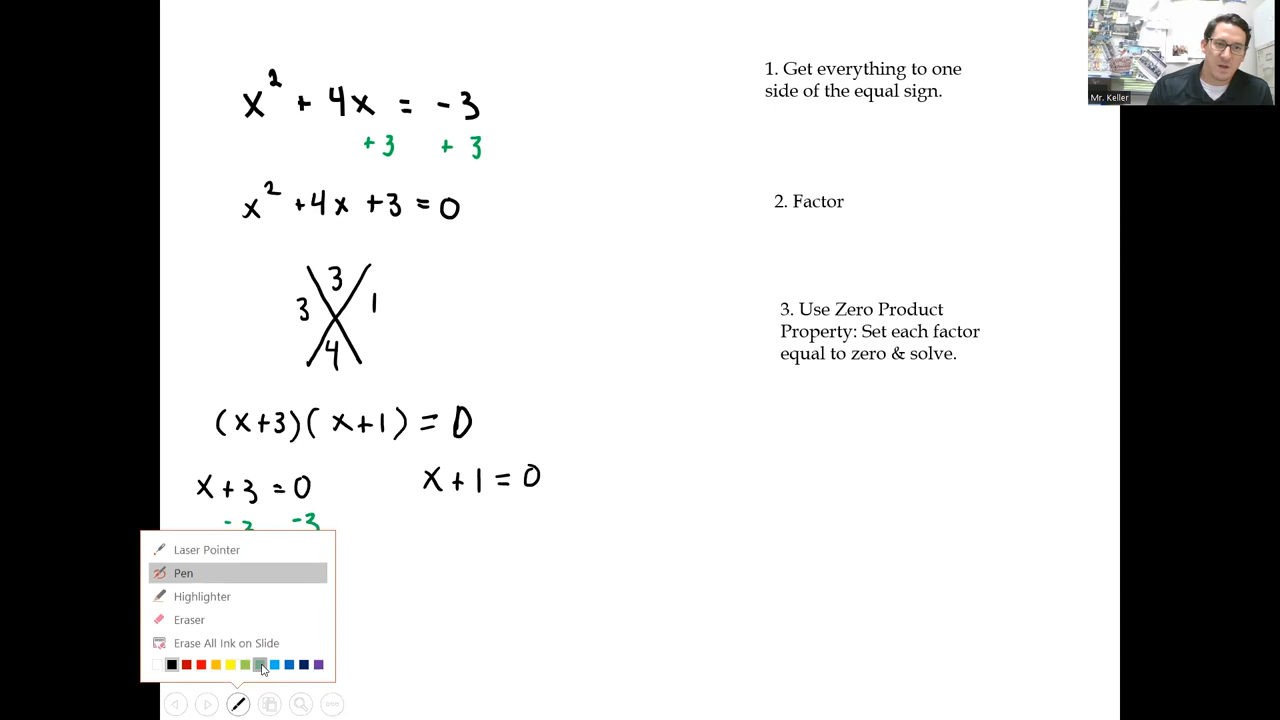 x² + 4x = -3
+3 + 3
x² +4x +3 = 0
3
3 1
4
(x+3)( x+1) = 0
x + 3 = 0 x + 1 = 0
-3 -3
Laser Pointer
Pen
Highlighter
Eraser
Erase All Ink on Slide
1. Get everything to one
side of the equal sign.
2. Factor
3. Use Zero Product
Property: Set each factor
equal to zero & solve.
Mr. Keller